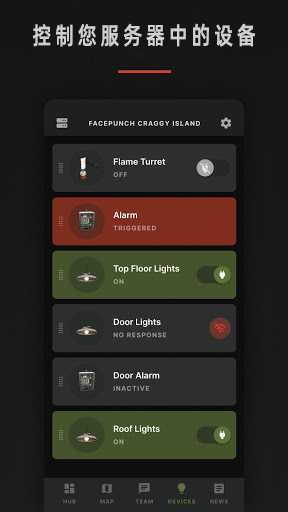 控制您服务器中的设备
FACEPUNCH CRAGGY ISLAND
Flame Turret
OFF
Alarm
TRIGGERED
Top Floor Lights
ON
Door Lights
NO RESPONSE
Door Alarm
INACTIVE
Roof Lights
ON
HUB MAP TEAM DEVICES NEWS